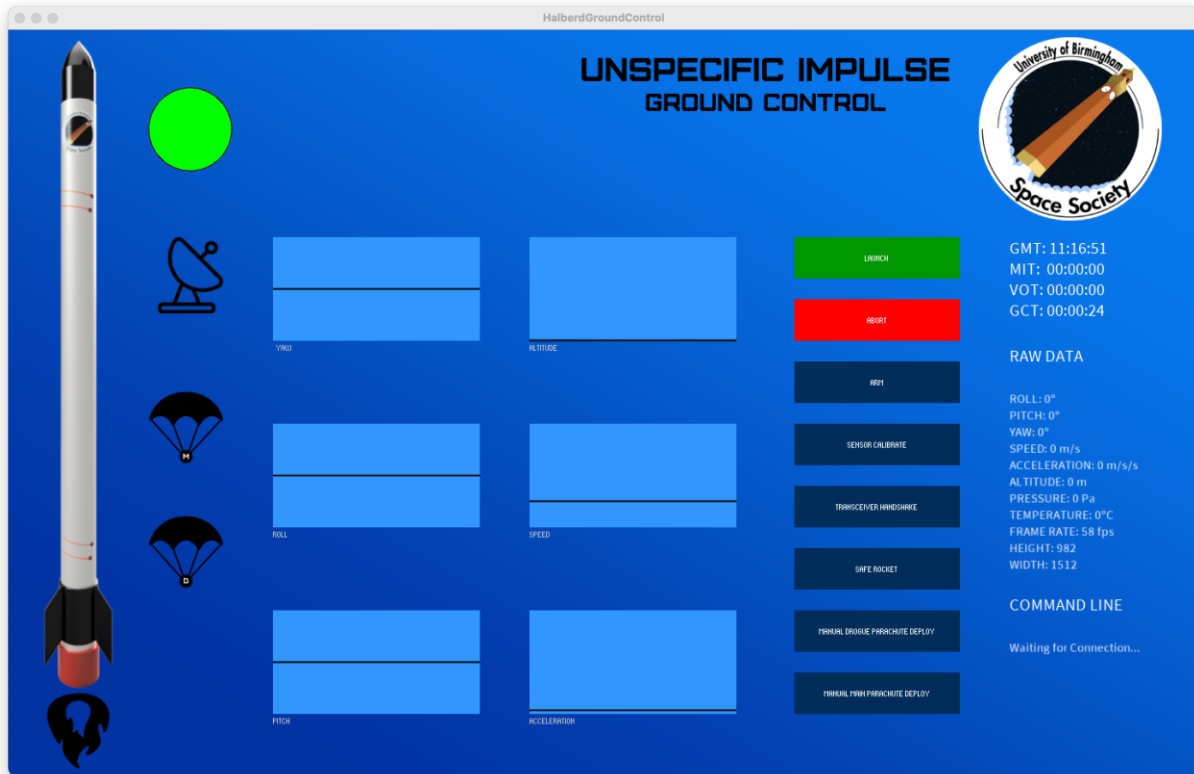 HalberdGroundControl
UNSPECIFIC IMPULSE
GROUND CONTROL
University of Birmingham
Space Society
YAW
ALTITUDE
ROLL
SPEED
PITCH
ACCELERATION
M
D
LAUNCH
ABORT
ARM
SENSOR CALIBRATE
TRANSCEIVER HANDSHAKE
SAFE ROCKET
MANUAL DROGUE PARACHUTE DEPLOY
MANUAL MAIN PARACHUTE DEPLOY
GMT: 11:16:51
MIT: 00:00:00
VOT: 00:00:00
GCT: 00:00:24
RAW DATA
ROLL: 0°
PITCH: 0°
YAW: 0°
SPEED: 0 m/s
ACCELERATION: 0 m/s/s
ALTITUDE: 0 m
PRESSURE: 0 Pa
TEMPERATURE: 0°C
FRAME RATE: 58 fps
HEIGHT: 982
WIDTH: 1512
COMMAND LINE
Waiting for Connection...